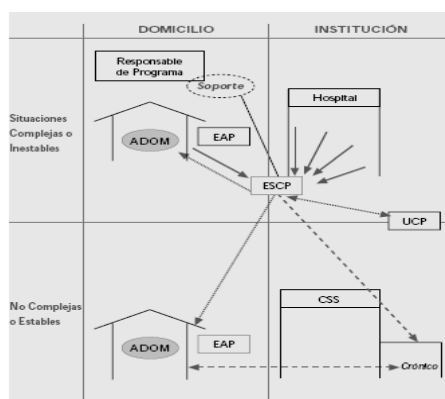 DOMICILIO
INSTITUCIÓN
Responsable
de Programa
Soporte
Situaciones
Complejas o
Inestables
Hospital
ADOM
EAP
ESCP
UCP
No Complejas
o Estables
CSS
ADOM
EAP
Crónico